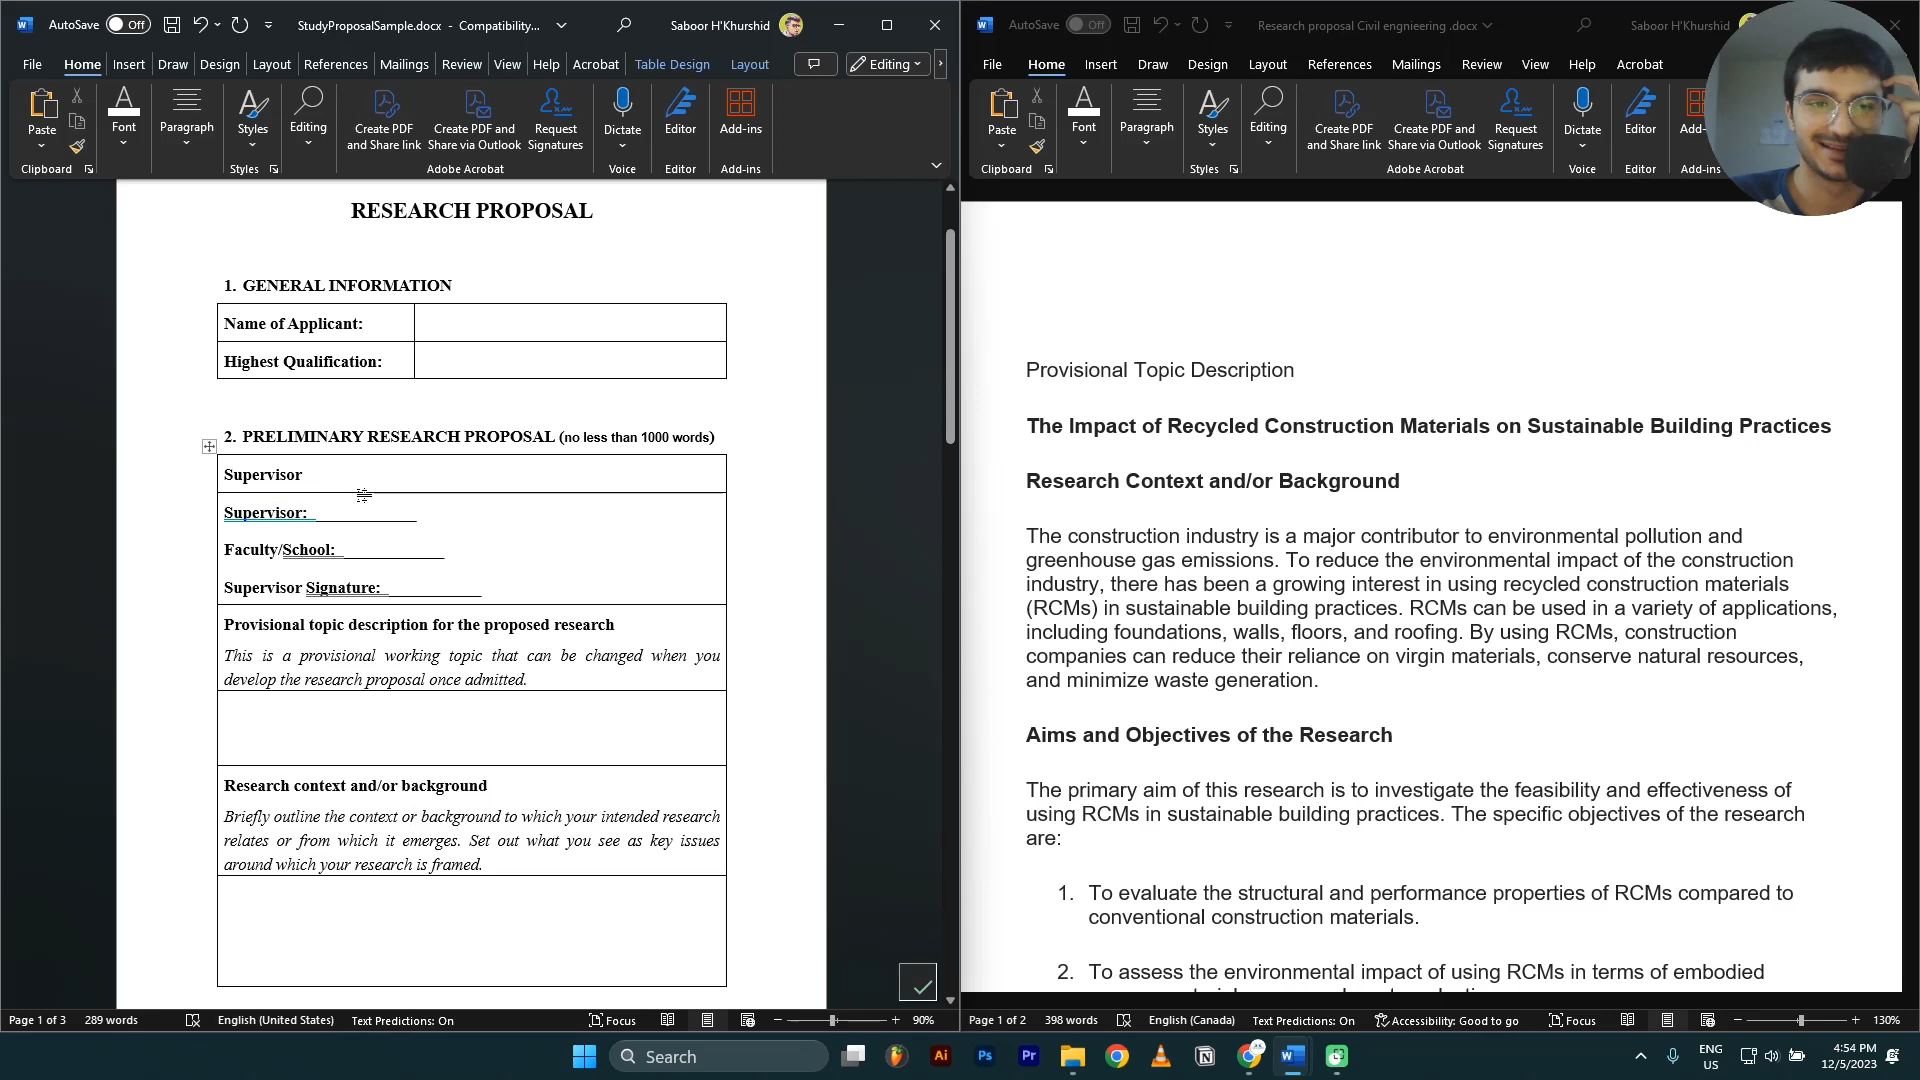 AutoSave Off StudyProposalSample.docx - Compatibility... Saboor H'Khurshid
File Home Insert Draw Design Layout References Mailings Review View Help Acrobat Table Design Layout Editing
Paste Font Paragraph Styles Editing Create PDF and Share link Create PDF and Share via Outlook Request Signatures Dictate Editor Add-ins
Clipboard Styles Adobe Acrobat Voice Editor Add-ins
RESEARCH PROPOSAL
1. GENERAL INFORMATION
Name of Applicant:
Highest Qualification:
2. PRELIMINARY RESEARCH PROPOSAL (no less than 1000 words)
Supervisor
Supervisor:
Faculty/School:
Supervisor Signature:
Provisional topic description for the proposed research
This is a provisional working topic that can be changed when you
develop the research proposal once admitted.
Research context and/or background
Briefly outline the context or background to which your intended research
relates or from which it emerges. Set out what you see as key issues
around which your research is framed.
Page 1 of 3 289 words English (United States) Text Predictions: On Focus 90%
AutoSave Off Research proposal Civil engnieering .docx Saboor H'Khurshid
File Home Insert Draw Design Layout References Mailings Review View Help Acrobat
Paste Font Paragraph Styles Editing Create PDF and Share link Create PDF and Share via Outlook Request Signatures Dictate Editor Add-
Clipboard Styles Adobe Acrobat Voice Editor Add-ins
Provisional Topic Description
The Impact of Recycled Construction Materials on Sustainable Building Practices
Research Context and/or Background
The construction industry is a major contributor to environmental pollution and
greenhouse gas emissions. To reduce the environmental impact of the construction
industry, there has been a growing interest in using recycled construction materials
(RCMs) in sustainable building practices. RCMs can be used in a variety of applications,
including foundations, walls, floors, and roofing. By using RCMs, construction
companies can reduce their reliance on virgin materials, conserve natural resources,
and minimize waste generation.
Aims and Objectives of the Research
The primary aim of this research is to investigate the feasibility and effectiveness of
using RCMs in sustainable building practices. The specific objectives of the research
are:
1. To evaluate the structural and performance properties of RCMs compared to
conventional construction materials.
2. To assess the environmental impact of using RCMs in terms of embodied
Page 1 of 2 398 words English (Canada) Text Predictions: On Accessibility: Good to go Focus 130%
Search Ai Ps Pr ENG US 4:54 PM 12/5/2023